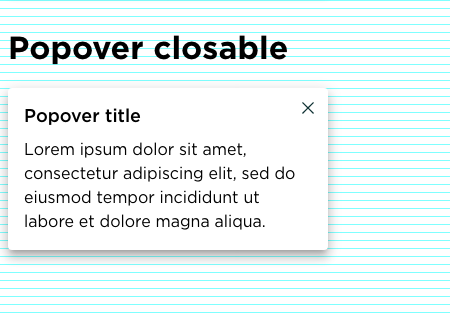 Popover closable
Popover title
Lorem ipsum dolor sit amet,
consectetur adipiscing elit, sed do
eiusmod tempor incididunt ut
labore et dolore magna aliqua.